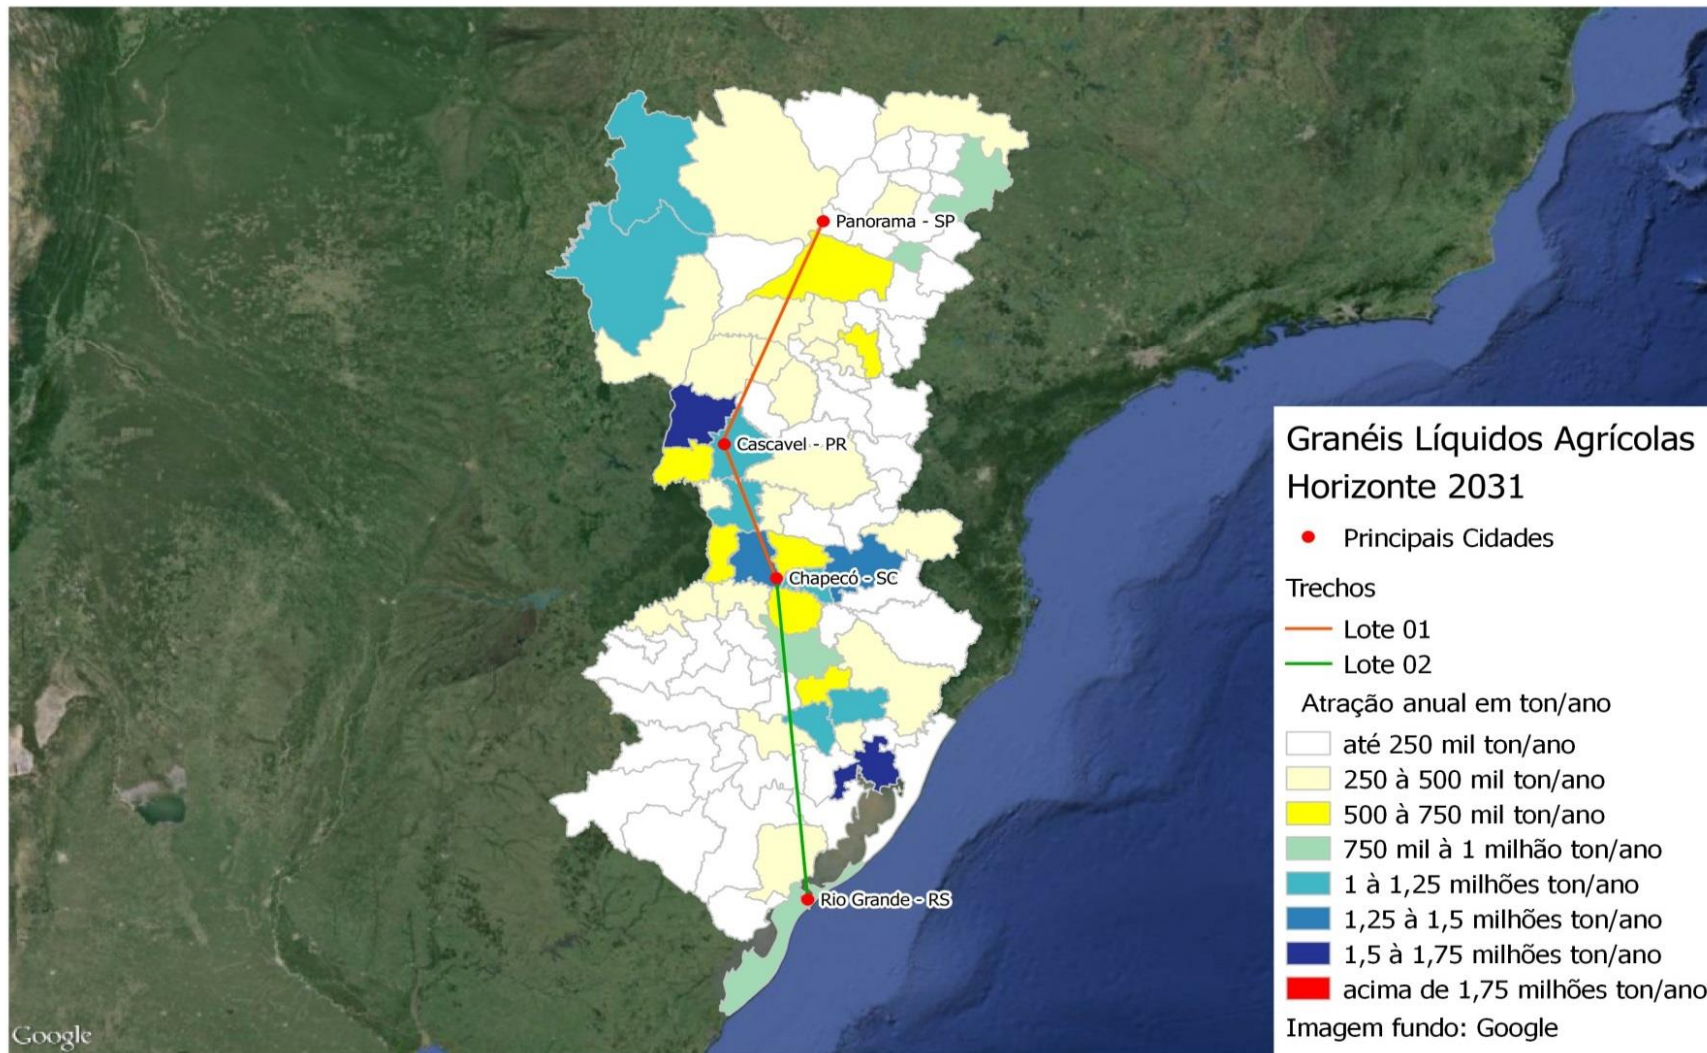 Panorama - SP
Cascavel - PR
Chapecó - SC
Rio Grande - RS
Granéis Líquidos Agrícolas
Horizonte 2031
Principais Cidades
Trechos
Lote 01
Lote 02
Atração anual em ton/ano
até 250 mil ton/ano
250 à 500 mil ton/ano
500 à 750 mil ton/ano
750 mil à 1 milhão ton/ano
1 à 1,25 milhões ton/ano
1,25 à 1,5 milhões ton/ano
1,5 à 1,75 milhões ton/ano
acima de 1,75 milhões ton/ano
Imagem fundo: Google
Google